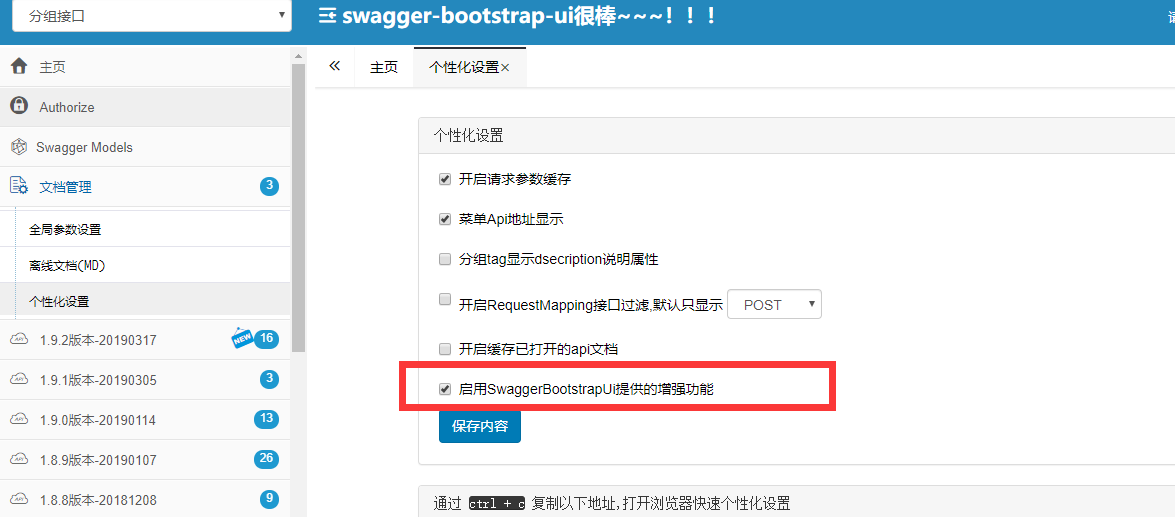 分组接口
swagger-bootstrap-ui很棒~~~！！！
主页
Authorize
Swagger Models
文档管理 3
全局参数设置
离线文档(MD)
个性化设置
1.9.2版本-20190317 NEW 16
1.9.1版本-20190305 3
1.9.0版本-20190114 13
1.8.9版本-20190107 26
1.8.8版本-20181208 9
主页 个性化设置×
个性化设置
开启请求参数缓存
菜单Api地址显示
分组tag显示dsecription说明属性
开启RequestMapping接口过滤,默认只显示 POST
开启缓存已打开的api文档
启用SwaggerBootstrapUi提供的增强功能
保存内容
通过 ctrl + c 复制以下地址,打开浏览器快速个性化设置